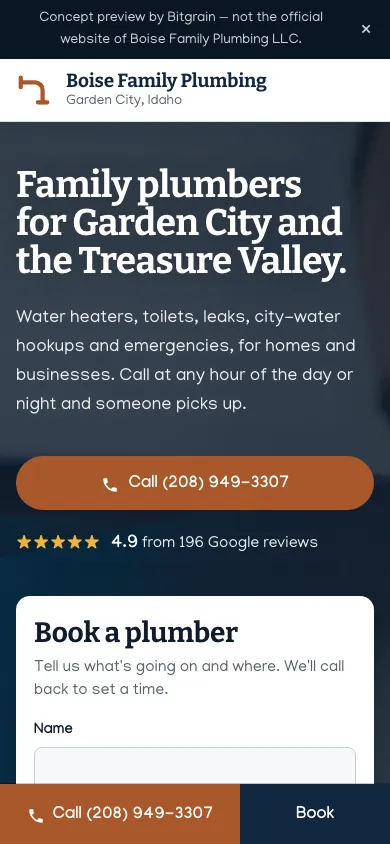 Concept preview by Bitgrain — not the official
website of Boise Family Plumbing LLC.
×
Boise Family Plumbing
Garden City, Idaho
Family plumbers
for Garden City and
the Treasure Valley.
Water heaters, toilets, leaks, city-water
hookups and emergencies, for homes and
businesses. Call at any hour of the day or
night and someone picks up.
Call (208) 949-3307
4.9 from 196 Google reviews
Book a plumber
Tell us what's going on and where. We'll call
back to set a time.
Name
Call (208) 949-3307
Book